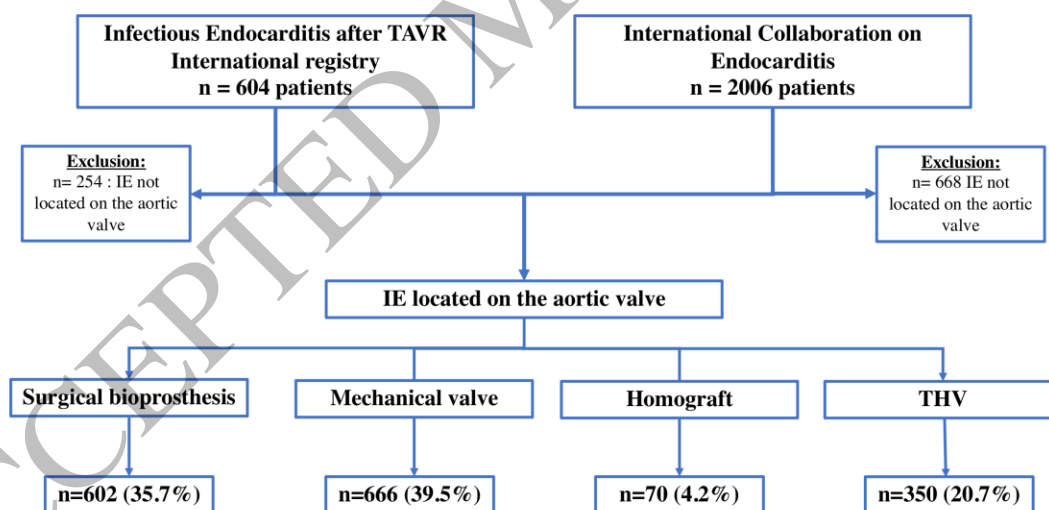 Infectious Endocarditis after TAVR
International registry
n = 604 patients
International Collaboration on
Endocarditis
n = 2006 patients
Exclusion:
n= 254 : IE not
located on the aortic
valve
Exclusion:
n= 668 IE not
located on the aortic
valve
IE located on the aortic valve
Surgical bioprosthesis
Mechanical valve
Homograft
THV
n=602 (35.7%)
n=666 (39.5%)
n=70 (4.2%)
n=350 (20.7%)
CEPTED M